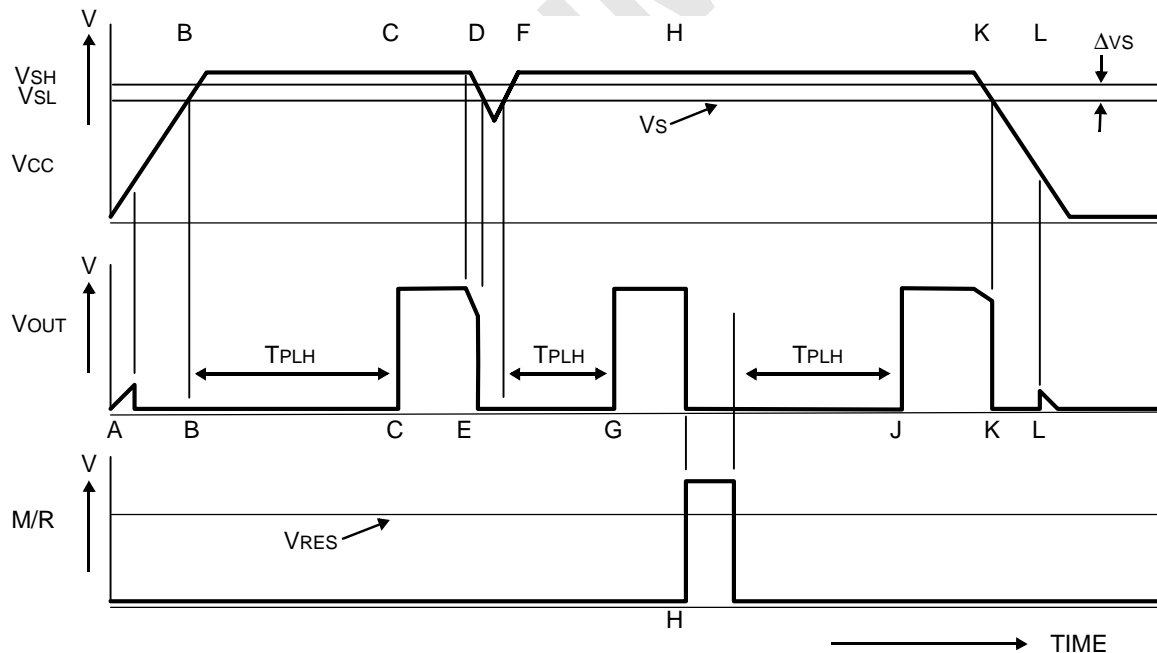 V B C D F H K L ΔVS
VSH
VSL
VS
VCC
V
VOUT
TPLH TPLH TPLH
A B C E G J K L
V
M/R
VRES
H
TIME